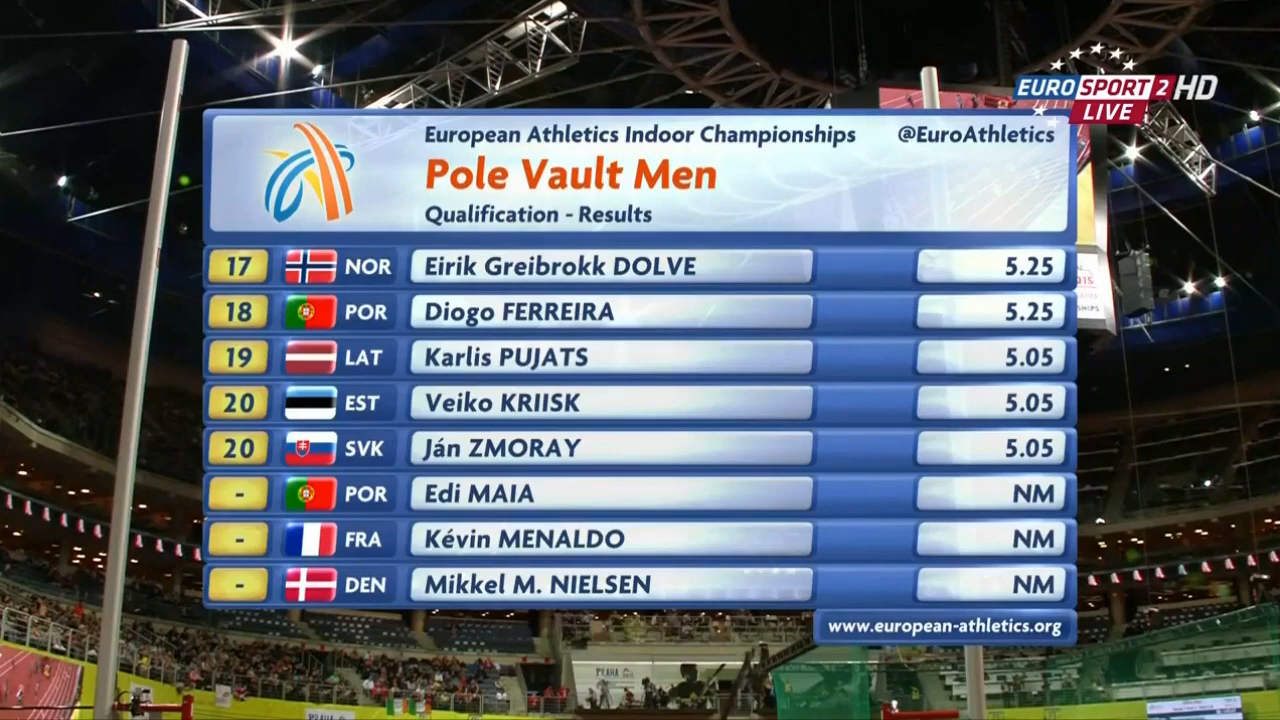 EUROSPORT 2 HD
LIVE
European Athletics Indoor Championships @EuroAthletics
Pole Vault Men
Qualification - Results
17 NOR Eirik Greibrokk DOLVE 5.25
18 POR Diogo FERREIRA 5.25
19 LAT Karlis PUJATS 5.05
20 EST Veiko KRIISK 5.05
20 SVK Ján ZMORAY 5.05
- POR Edi MAIA NM
- FRA Kévin MENALDO NM
- DEN Mikkel M. NIELSEN NM
www.european-athletics.org
PRAHA